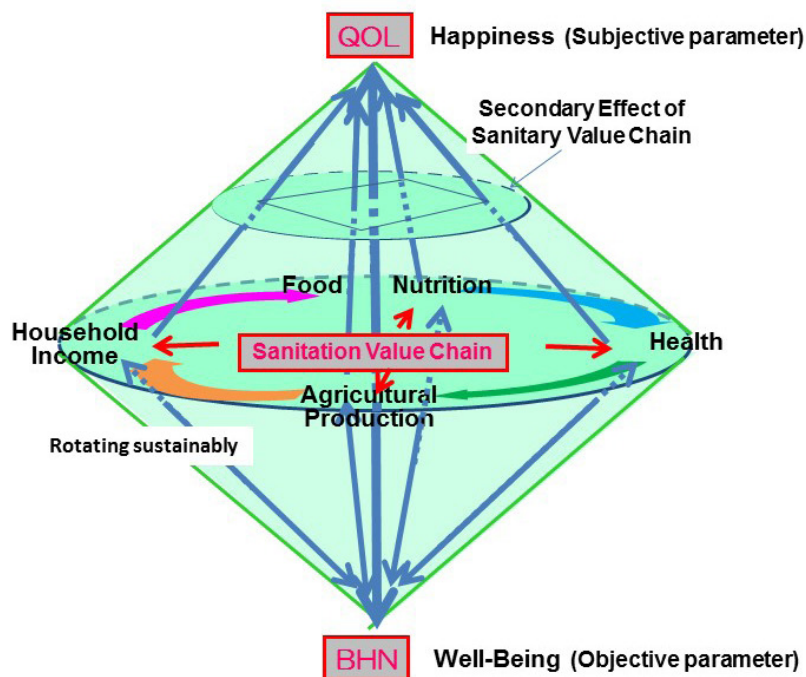 QOL Happiness (Subjective parameter)
Secondary Effect of
Sanitary Value Chain
Food Nutrition
Household
Income
Sanitation Value Chain
Health
Agricultural
Production
Rotating sustainably
BHN Well-Being (Objective parameter)